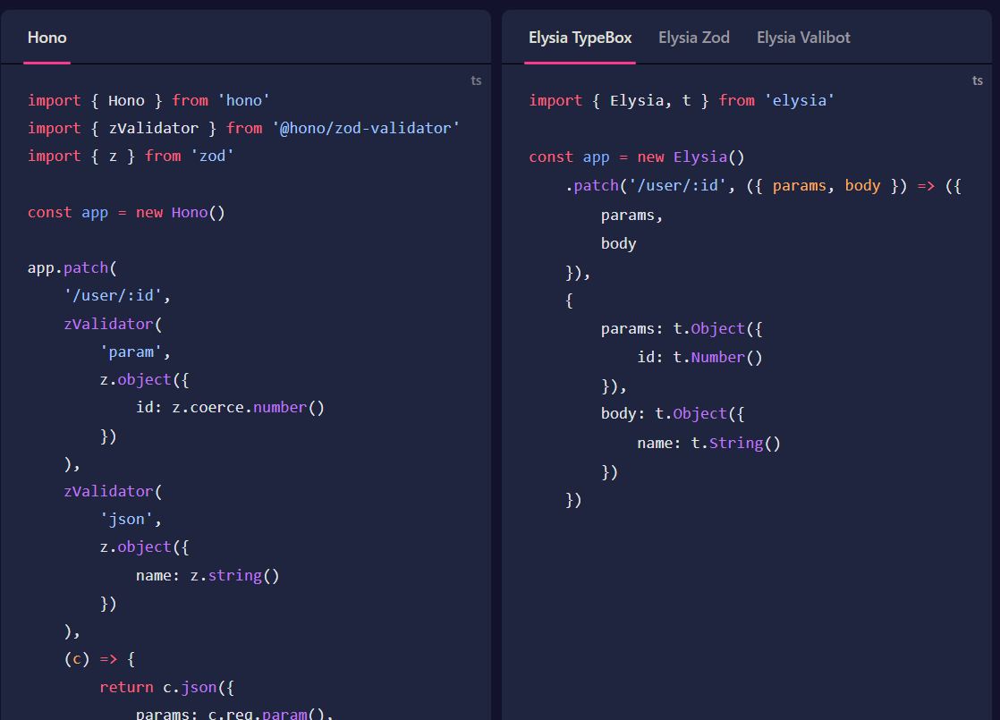 Hono
ts
import { Hono } from 'hono'
import { zValidator } from '@hono/zod-validator'
import { z } from 'zod'
const app = new Hono()
app.patch(
'/user/:id',
zValidator(
'param',
z.object({
id: z.coerce.number()
})
),
zValidator(
'json',
z.object({
name: z.string()
})
),
(c) => {
return c.json({
params: c.req.param(),
Elysia TypeBox Elysia Zod Elysia Valibot
ts
import { Elysia, t } from 'elysia'
const app = new Elysia()
.patch('/user/:id', ({ params, body }) => ({
params,
body
}),
{
params: t.Object({
id: t.Number()
}),
body: t.Object({
name: t.String()
})
})